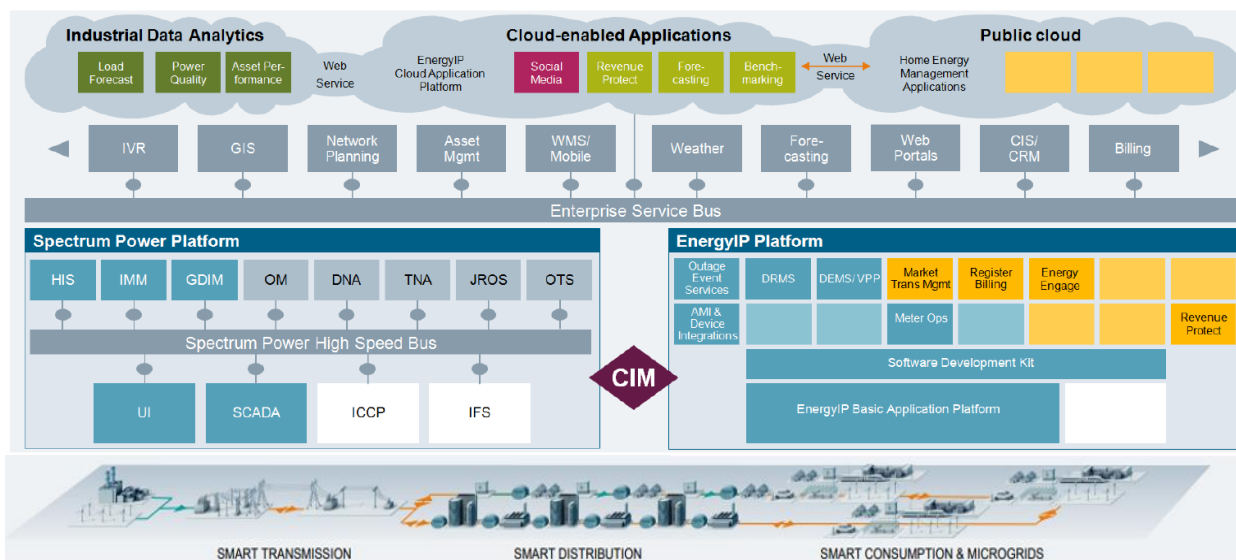 Industrial Data Analytics
Cloud-enabled Applications
Public cloud
Load
Forecast
Power
Quality
Asset Per-
formance
Web
Service
EnergyIP
Cloud Application
Platform
Social
Media
Revenue
Protect
Fore-
casting
Bench-
marking
Web
Service
Home Energy
Management
Applications
IVR
GIS
Network
Planning
Asset
Mgmt
WMS/
Mobile
Weather
Fore-
casting
Web
Portals
CIS/
CRM
Billing
Enterprise Service Bus
Spectrum Power Platform
HIS
IMM
GDIM
OM
DNA
TNA
JROS
OTS
Spectrum Power High Speed Bus
UI
SCADA
ICCP
IFS
CIM
EnergyIP Platform
Outage
Event
Services
DRMS
DEMS/VPP
Market
Trans Mgmt
Register
Billing
Energy
Engage
AMI &
Device
Integrations
Meter Ops
Revenue
Protect
Software Development Kit
EnergyIP Basic Application Platform
SMART TRANSMISSION
SMART DISTRIBUTION
SMART CONSUMPTION & MICROGRIDS